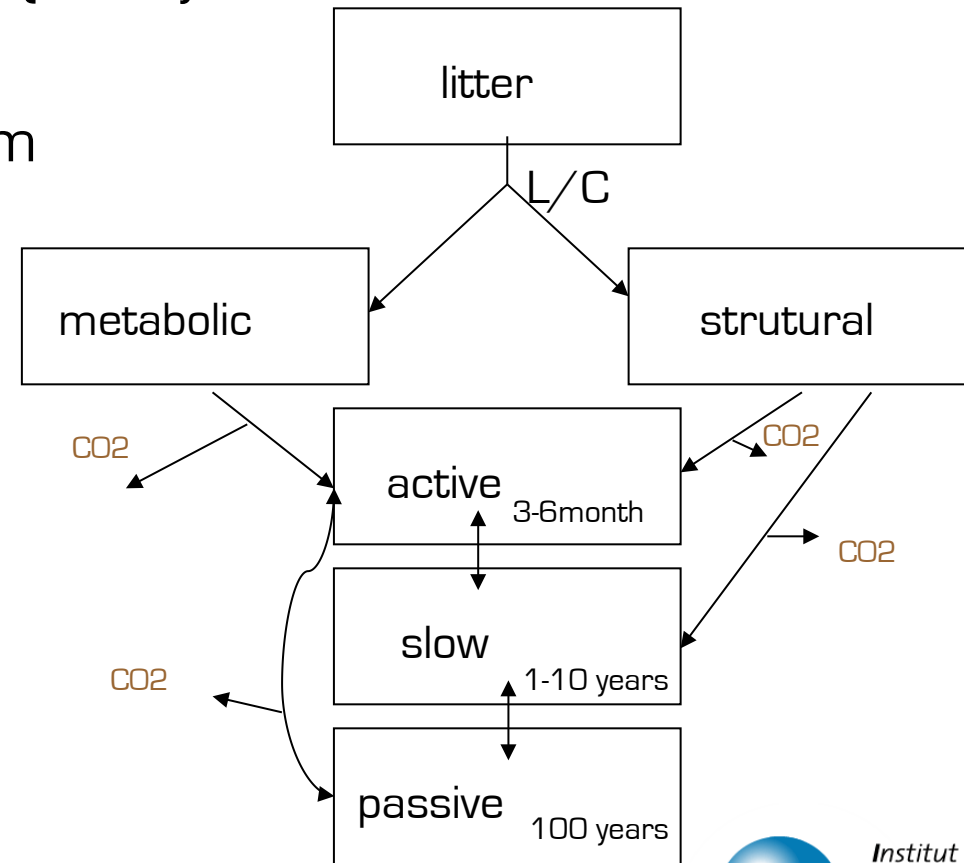 m
litter
L/C
metabolic
strutural
CO2
CO2
active
3-6month
CO2
slow
1-10 years
CO2
passive
100 years
Institut